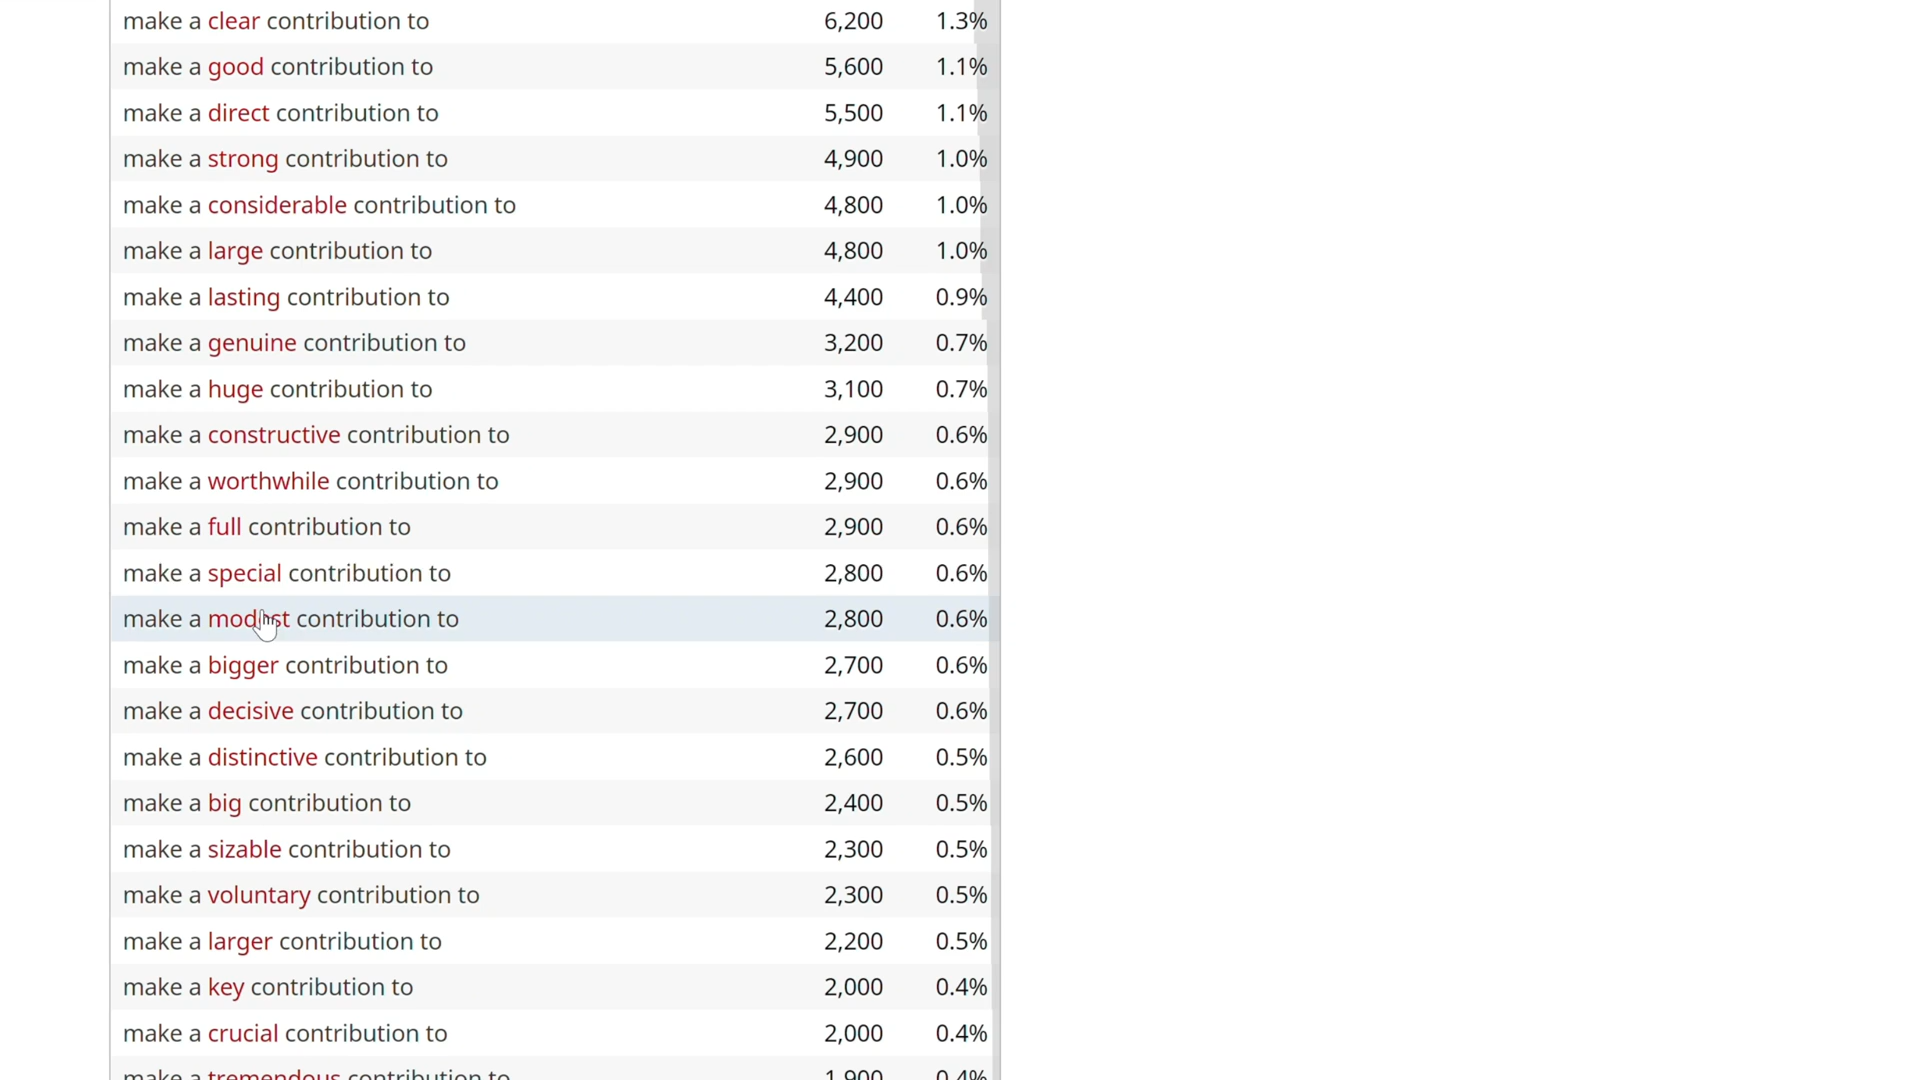 make a clear contribution to 6,200 1.3%
make a good contribution to 5,600 1.1%
make a direct contribution to 5,500 1.1%
make a strong contribution to 4,900 1.0%
make a considerable contribution to 4,800 1.0%
make a large contribution to 4,800 1.0%
make a lasting contribution to 4,400 0.9%
make a genuine contribution to 3,200 0.7%
make a huge contribution to 3,100 0.7%
make a constructive contribution to 2,900 0.6%
make a worthwhile contribution to 2,900 0.6%
make a full contribution to 2,900 0.6%
make a special contribution to 2,800 0.6%
make a modest contribution to 2,800 0.6%
make a bigger contribution to 2,700 0.6%
make a decisive contribution to 2,700 0.6%
make a distinctive contribution to 2,600 0.5%
make a big contribution to 2,400 0.5%
make a sizable contribution to 2,300 0.5%
make a voluntary contribution to 2,300 0.5%
make a larger contribution to 2,200 0.5%
make a key contribution to 2,000 0.4%
make a crucial contribution to 2,000 0.4%
make a tremendous contribution to 1,900 0.4%